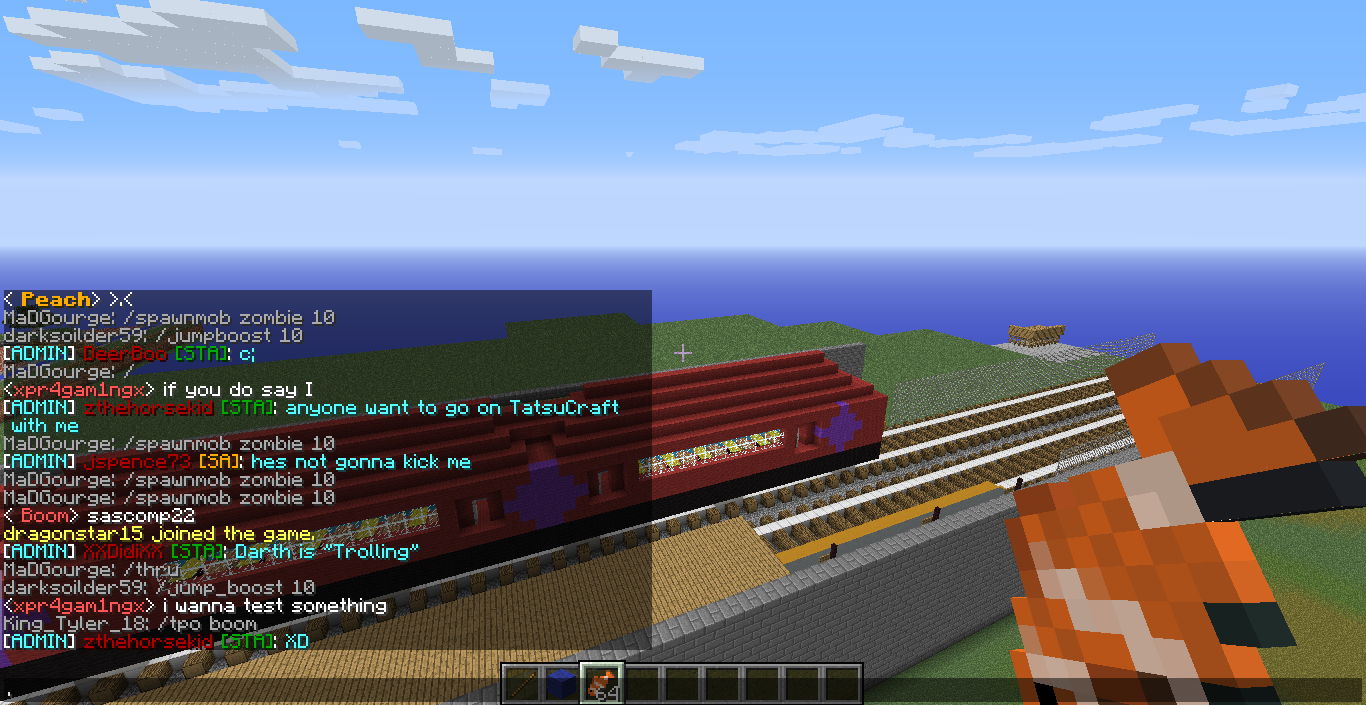 < Peach> >.<
MaDGourge: /spawnmob zombie 10
darksoilder59: /jumpboost 10
[ADMIN] DeerBoo [STA]: c;
MaDGourge: /
<xpr4gam1ngx> if you do say I
[ADMIN] zthehorsekid [STA]: anyone want to go on TatsuCraft
with me
MaDGourge: /spawnmob zombie 10
[ADMIN] jspence73 [SA]: hes not gonna kick me
MaDGourge: /spawnmob zombie 10
MaDGourge: /spawnmob zombie 10
< Boom> sascomp22
dragonstar15 joined the game.
[ADMIN] XXDidiXX [STA]: Darth is "Trolling"
MaDGourge: /thru
darksoilder59: /jump_boost 10
<xpr4gam1ngx> i wanna test something
King_Tyler_18: /tpo boom
[ADMIN] zthehorsekid [STA]: XD
64